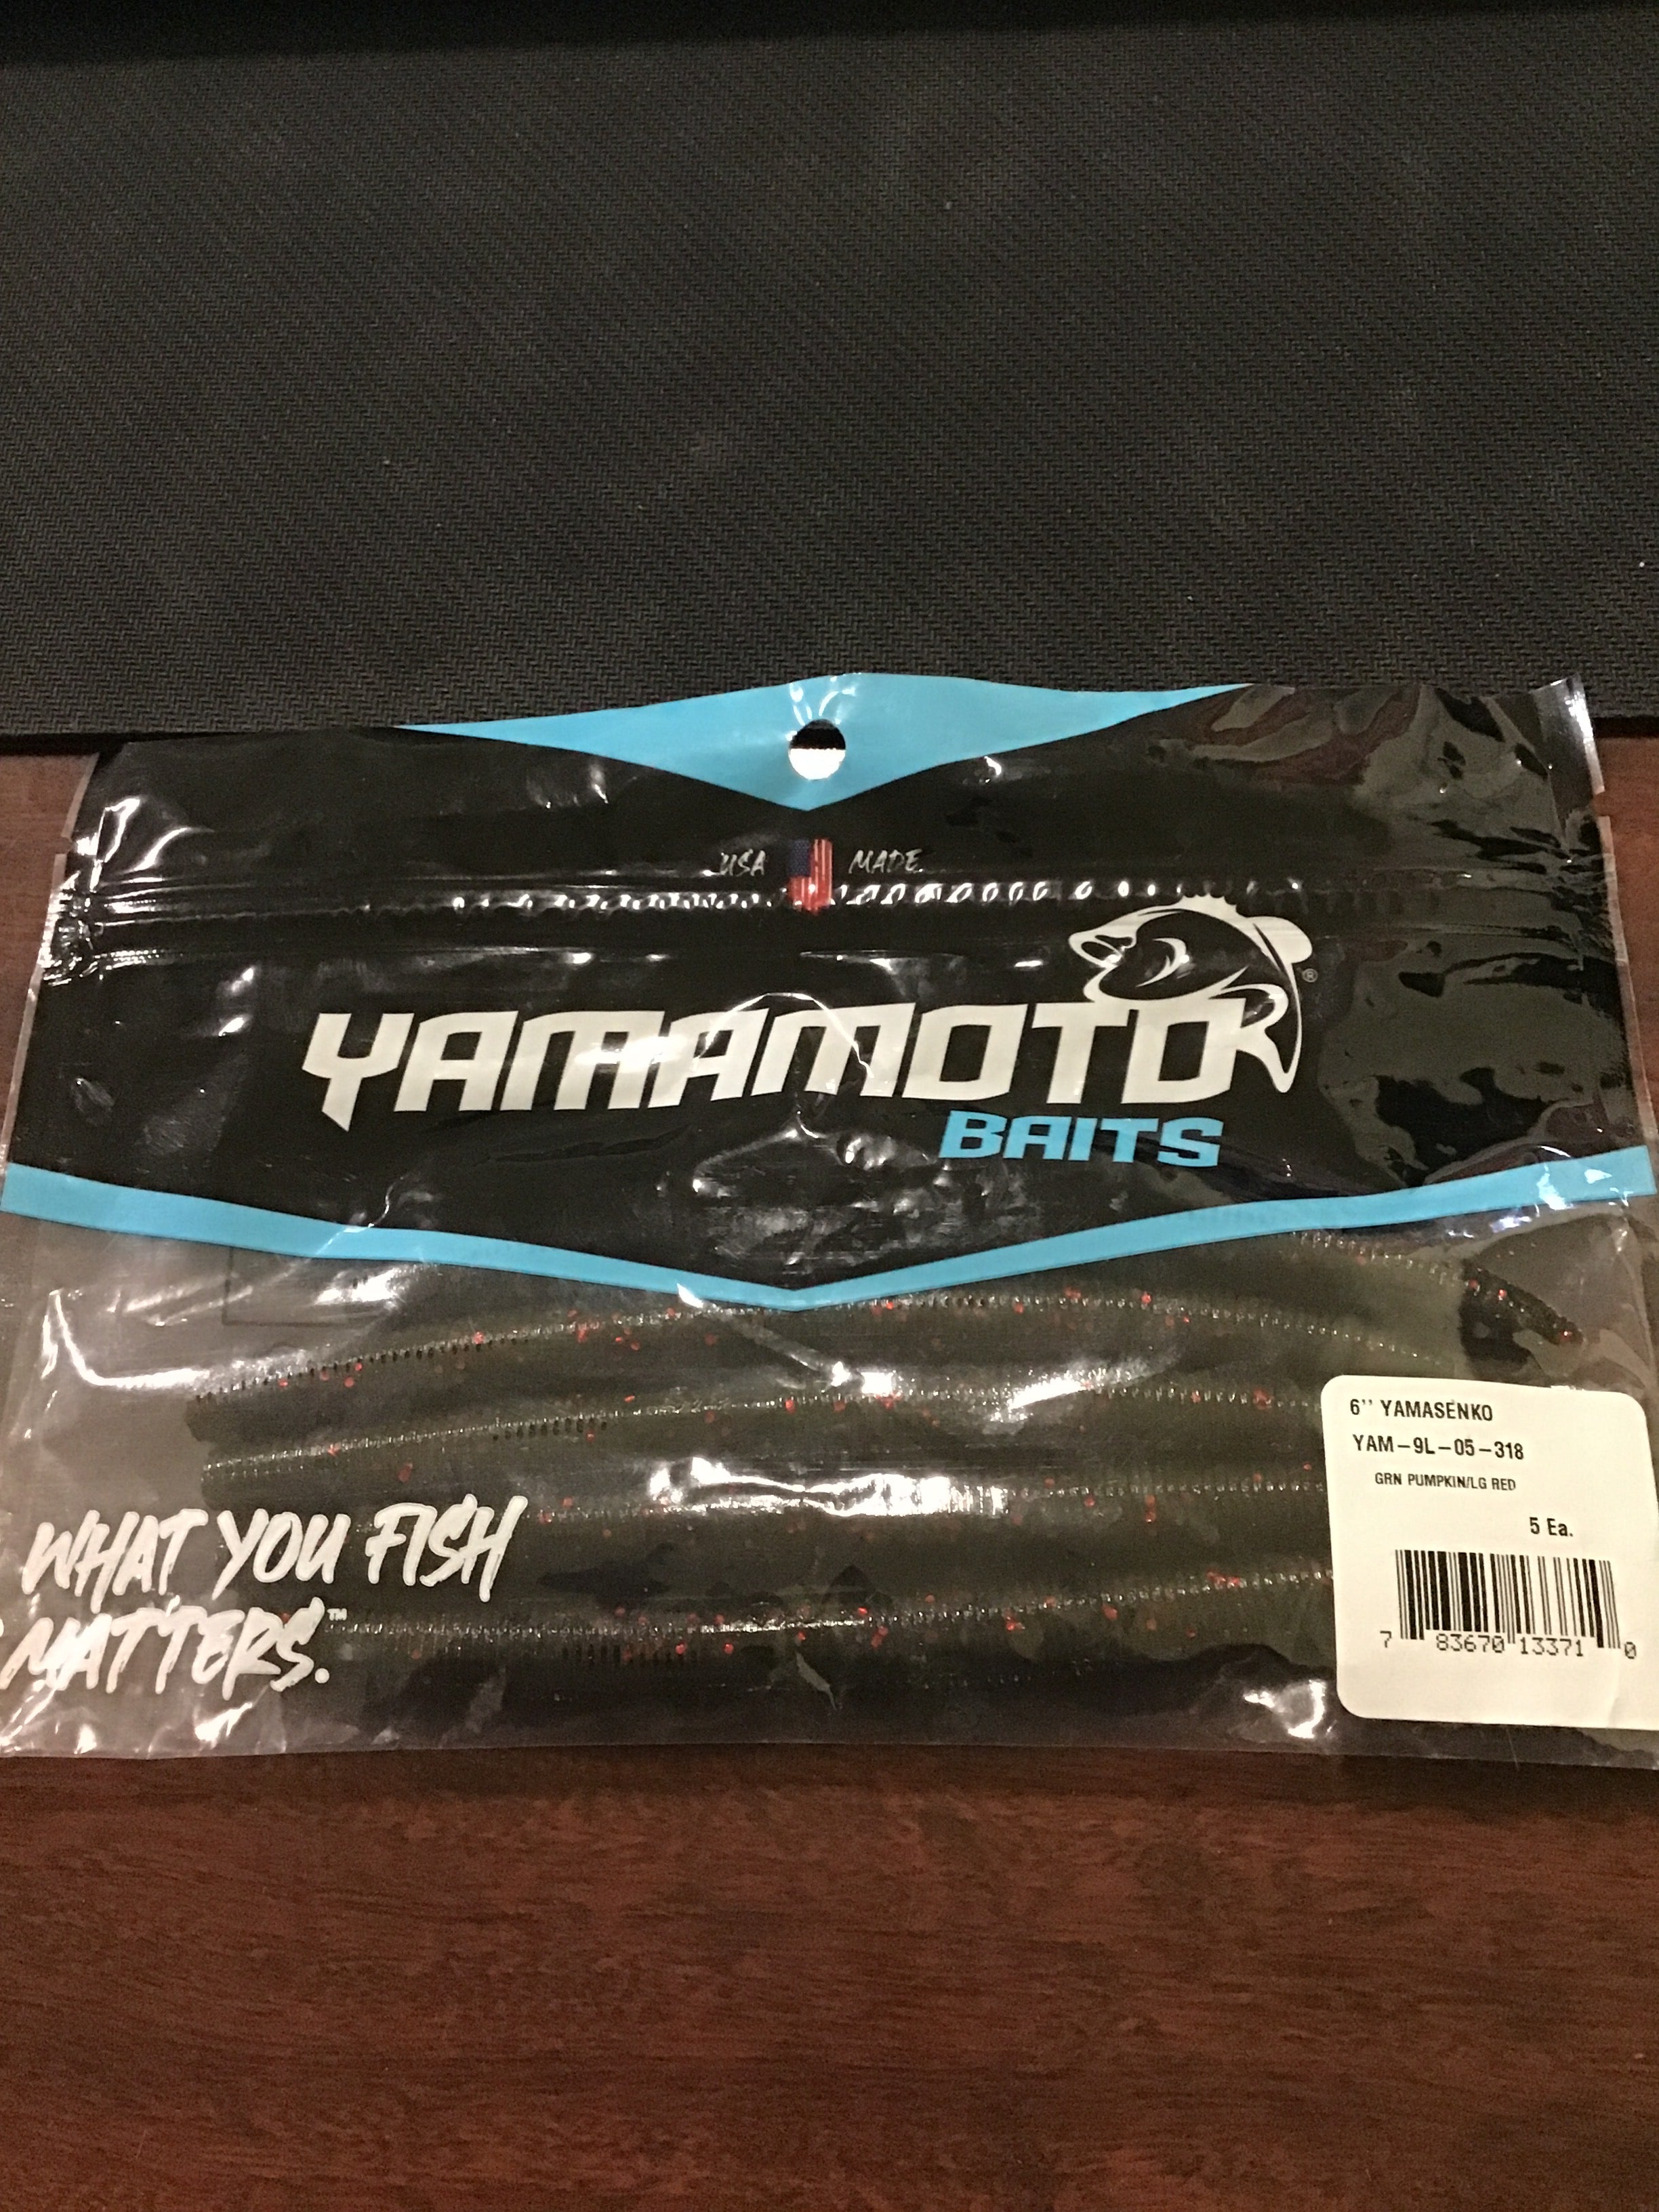 USA MADE
YAMAMOTO
®
BAITS
6'' YAMASENKO
YAM-9L-05-318
GRN PUMPKIN/LG RED
5 Ea.
7 83670 13371 0
WHAT YOU FISH
MATTERS.™